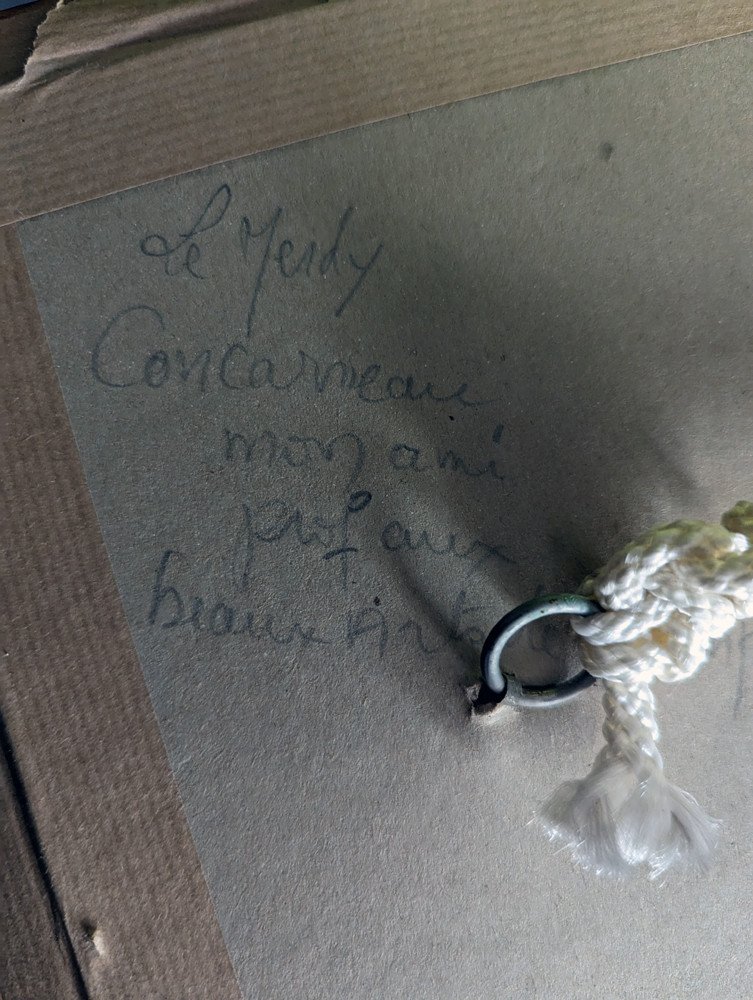 Le Merdy
Concarneau
mon ami
prof aux
beaux Arts